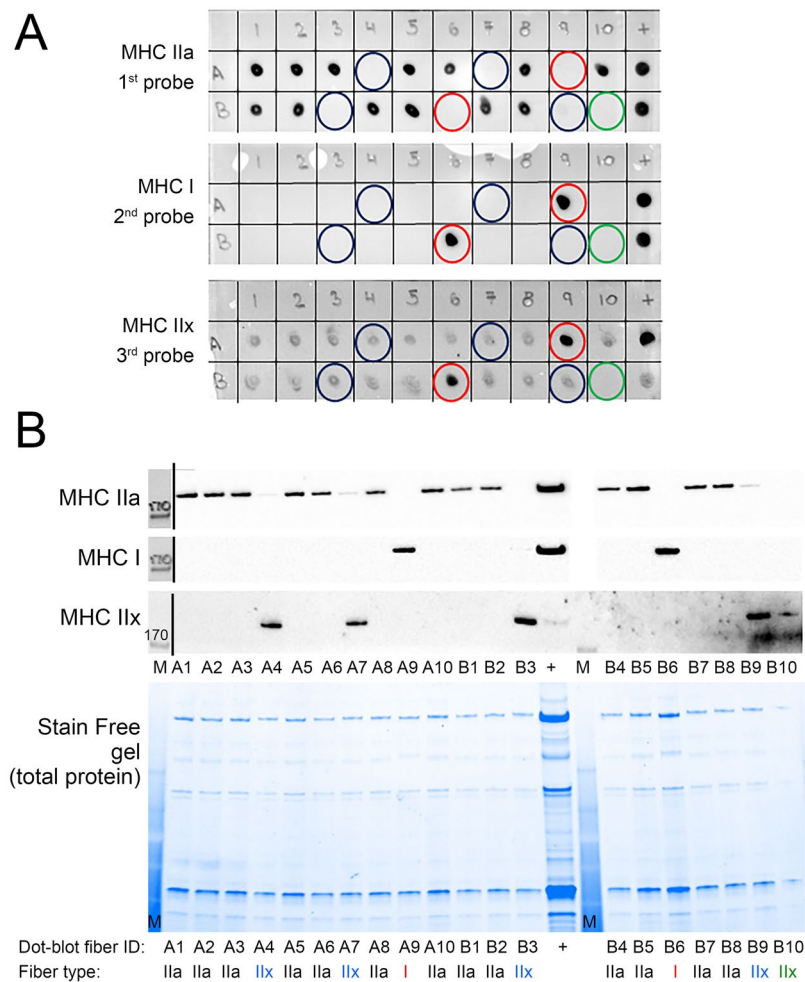 A
MHC IIa
1st probe
1 2 3 4 5 6 7 8 9 10 +
A
B
MHC I
2nd probe
1 2 3 4 5 6 7 8 9 10 +
A
B
MHC IIx
3rd probe
1 2 3 4 5 6 7 8 9 10 +
A
B
B
MHC IIa
170
MHC I
170
MHC IIx
170
M A1 A2 A3 A4 A5 A6 A7 A8 A9 A10 B1 B2 B3 + M B4 B5 B6 B7 B8 B9 B10
Stain Free
gel
(total protein)
M M
Dot-blot fiber ID: A1 A2 A3 A4 A5 A6 A7 A8 A9 A10 B1 B2 B3 + B4 B5 B6 B7 B8 B9 B10
Fiber type: IIa IIa IIa IIx IIa IIa IIx IIa I IIa IIa IIa IIx IIa IIa I IIa IIa IIx IIx